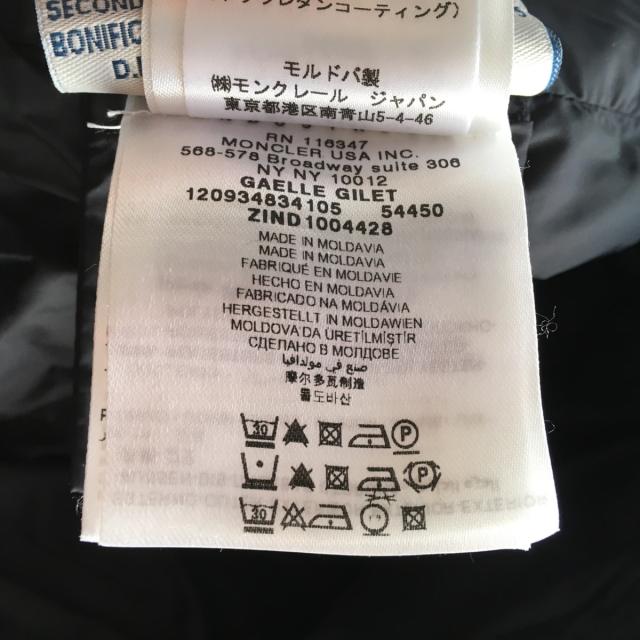 SECOND
BONIFIC
モルドバ製
㈱モンクレール ジャパン
東京都港区南青山5-4-46
RN 116347
MONCLER USA INC.
568-578 Broadway suite 306
NY NY 10012
GAELLE GILET
120934834105 54450
ZIND1004428
MADE IN MOLDAVIA
MADE IN MOLDAVIA
FABRIQUÉ EN MOLDAVIE
HECHO EN MOLDAVIA
FABRICADO NA MOLDÁVIA
HERGESTELLT IN MOLDAWIEN
MOLDOVA DA ÜRETİLMİŞTİR
СДЕЛАНО В МОЛДОВЕ
صنع في مولدافيا
摩尔多瓦制造
몰도바산
30 P
30